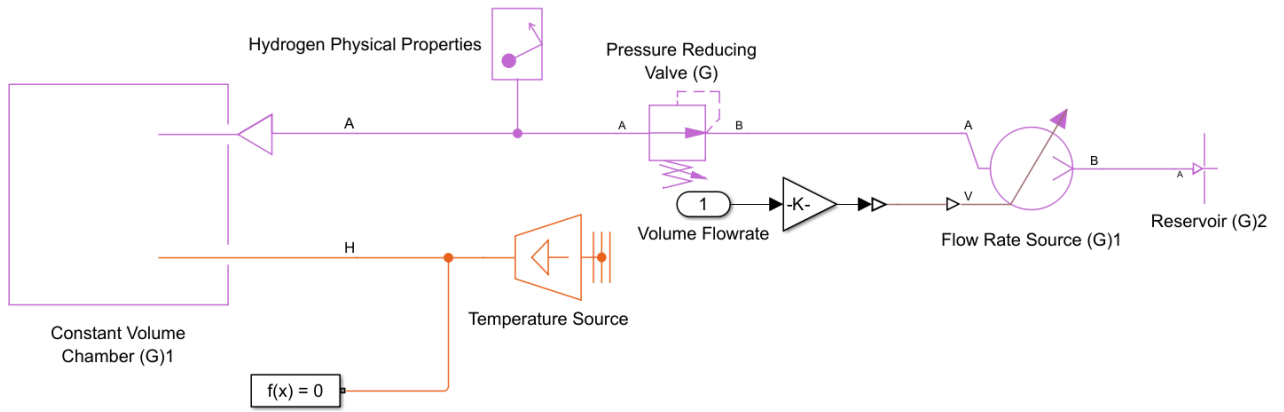 Hydrogen Physical Properties
Pressure Reducing
Valve (G)
A
A
B
A
B
A
1
-K-
V
Volume Flowrate
Flow Rate Source (G)1
Reservoir (G)2
H
Temperature Source
Constant Volume
Chamber (G)1
f(x) = 0